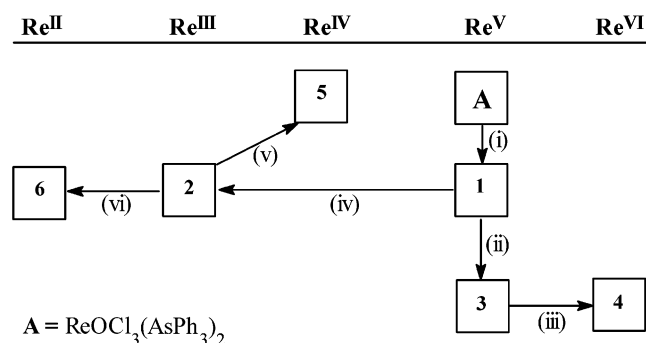 Re^II Re^III Re^IV Re^V Re^VI
5 A
(v) (i)
6 2 1
(vi) (iv)
(ii)
3 4
(iii)
A = ReOCl₃(AsPh₃)₂